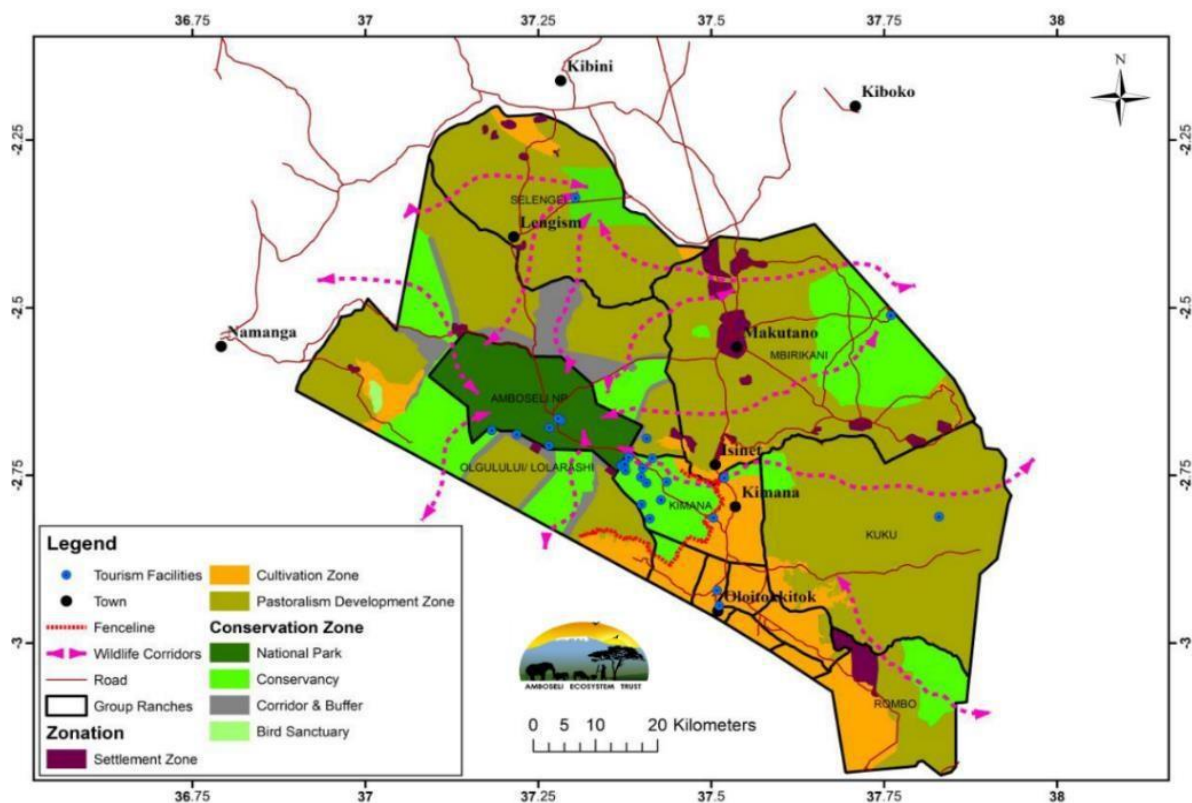 36.75 37 37.25 37.5 37.75 38
N
Kibini
Kiboko
-2.25 -2.25
SELENGEI
Lengism
-2.5 -2.5
Namanga
Makutano
MBIRIKANI
AMBOSELI NP
Isinet
-2.75 -2.75
OLGULULUI/ LOLARASHI
KIMANA
Kimana
KUKU
Legend
Tourism Facilities
Town
Fenceline
Wildlife Corridors
Road
Group Ranches
Zonation
Settlement Zone
Cultivation Zone
Pastoralism Development Zone
Conservation Zone
National Park
Conservancy
Corridor & Buffer
Bird Sanctuary
Oloitokitok
-3 -3
AMBOSELI ECOSYSTEM TRUST
ROMBO
0 5 10 20 Kilometers
36.75 37 37.25 37.5 37.75 38